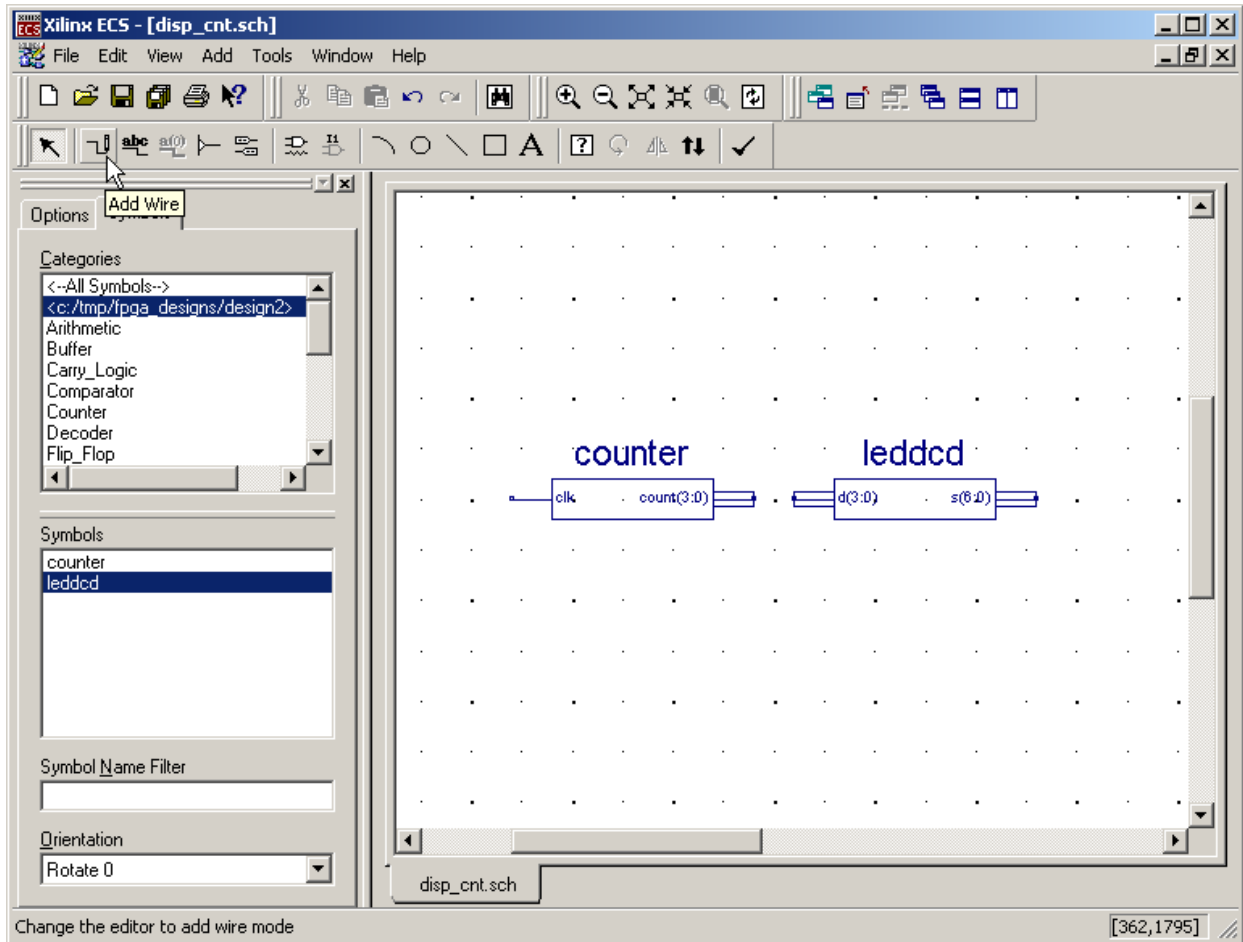 Xilinx ECS - [disp_cnt.sch]
File Edit View Add Tools Window Help
abc a(0) I1 A ?
Add Wire
Options
Categories
<--All Symbols-->
<c:/tmp/fpga_designs/design2>
Arithmetic
Buffer
Carry_Logic
Comparator
Counter
Decoder
Flip_Flop
Symbols
counter
leddcd
Symbol Name Filter
Orientation
Rotate 0
counter leddcd
clk count(3:0) d(3:0) s(6:0)
disp_cnt.sch
Change the editor to add wire mode [362,1795]